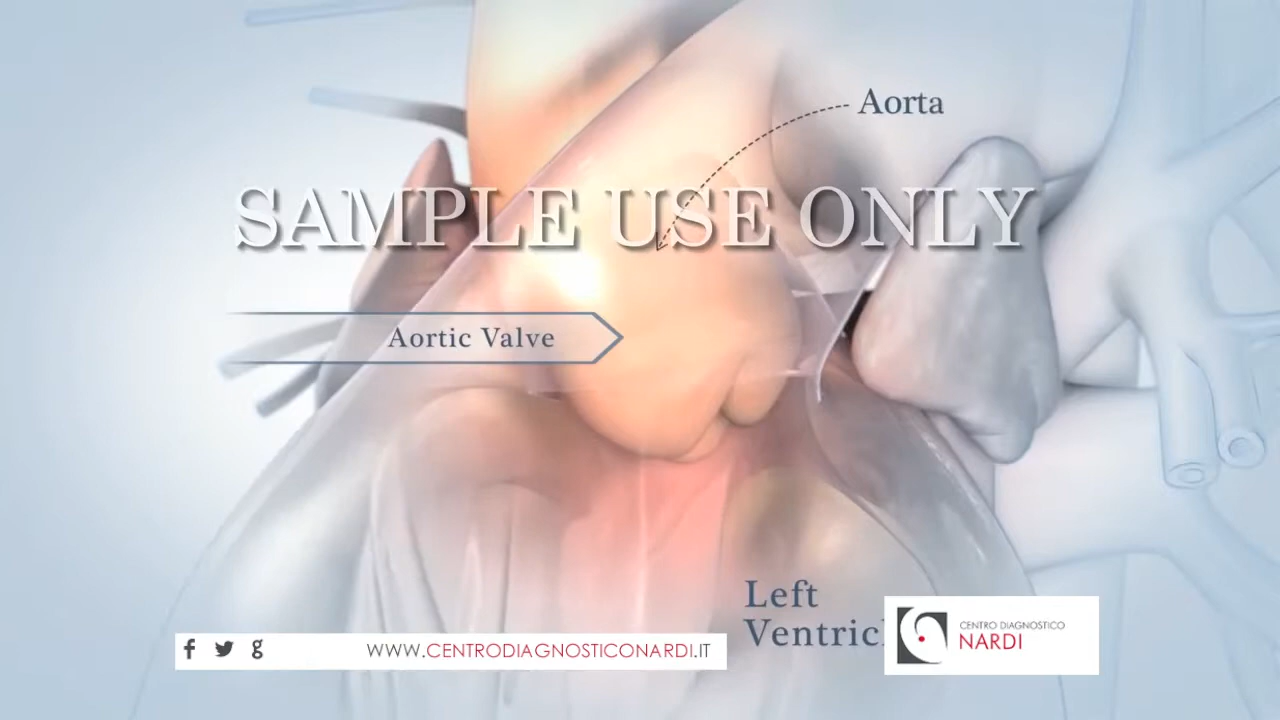 Aorta
SAMPLE USE ONLY
Aortic Valve
Left
WWW.CENTRODIAGNOSTICONARDI.IT
CENTRO DIAGNOSTICO
NARDI